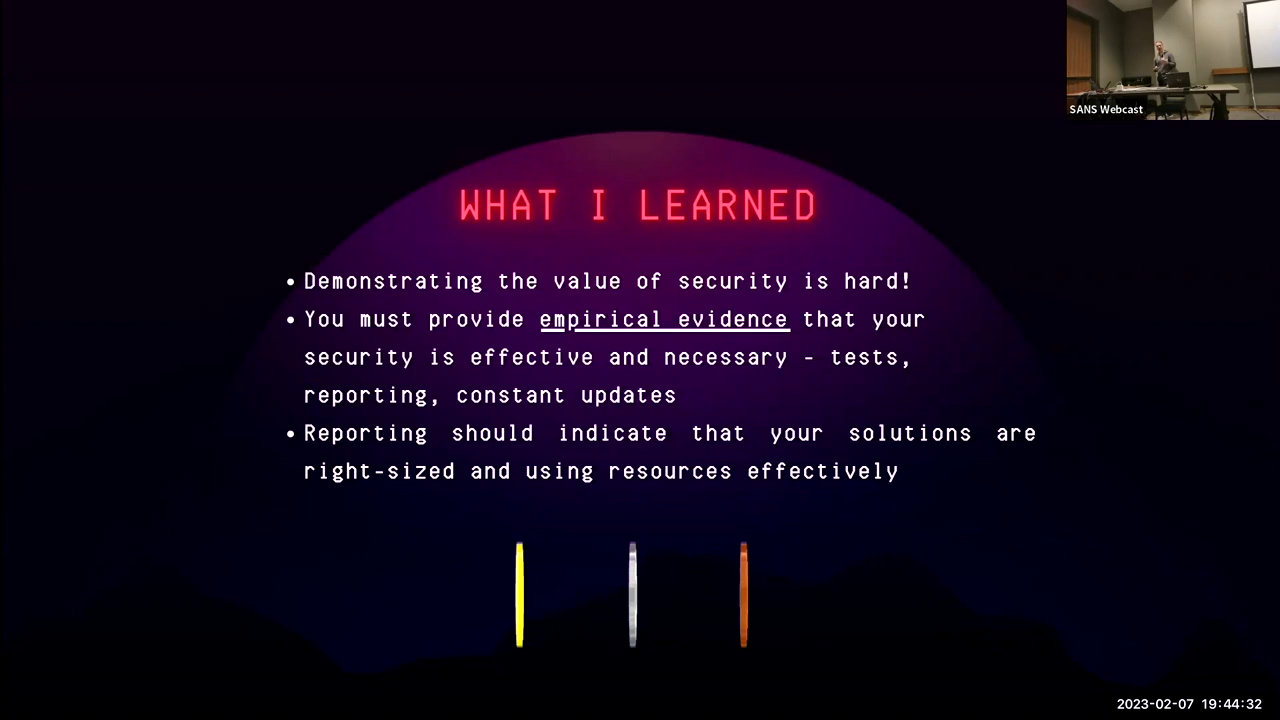 SANS Webcast
WHAT I LEARNED
• Demonstrating the value of security is hard!
• You must provide empirical evidence that your
security is effective and necessary - tests,
reporting, constant updates
• Reporting should indicate that your solutions are
right-sized and using resources effectively
2023-02-07 19:44:32